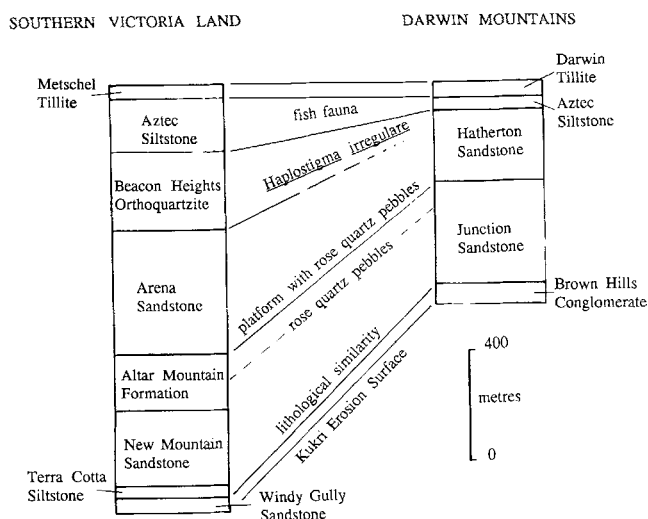 SOUTHERN VICTORIA LAND
DARWIN MOUNTAINS
Metschel
Tillite
Aztec
Siltstone
Beacon Heights
Orthoquartzite
Arena
Sandstone
Altar Mountain
Formation
New Mountain
Sandstone
Terra Cotta
Siltstone
Windy Gully
Sandstone
fish fauna
Haplostigma irregulare
platform with rose quartz pebbles
rose quartz pebbles
lithological similarity
Kukri Erosion Surface
Darwin
Tillite
Aztec
Siltstone
Hatherton
Sandstone
Junction
Sandstone
Brown Hills
Conglomerate
400
metres
0